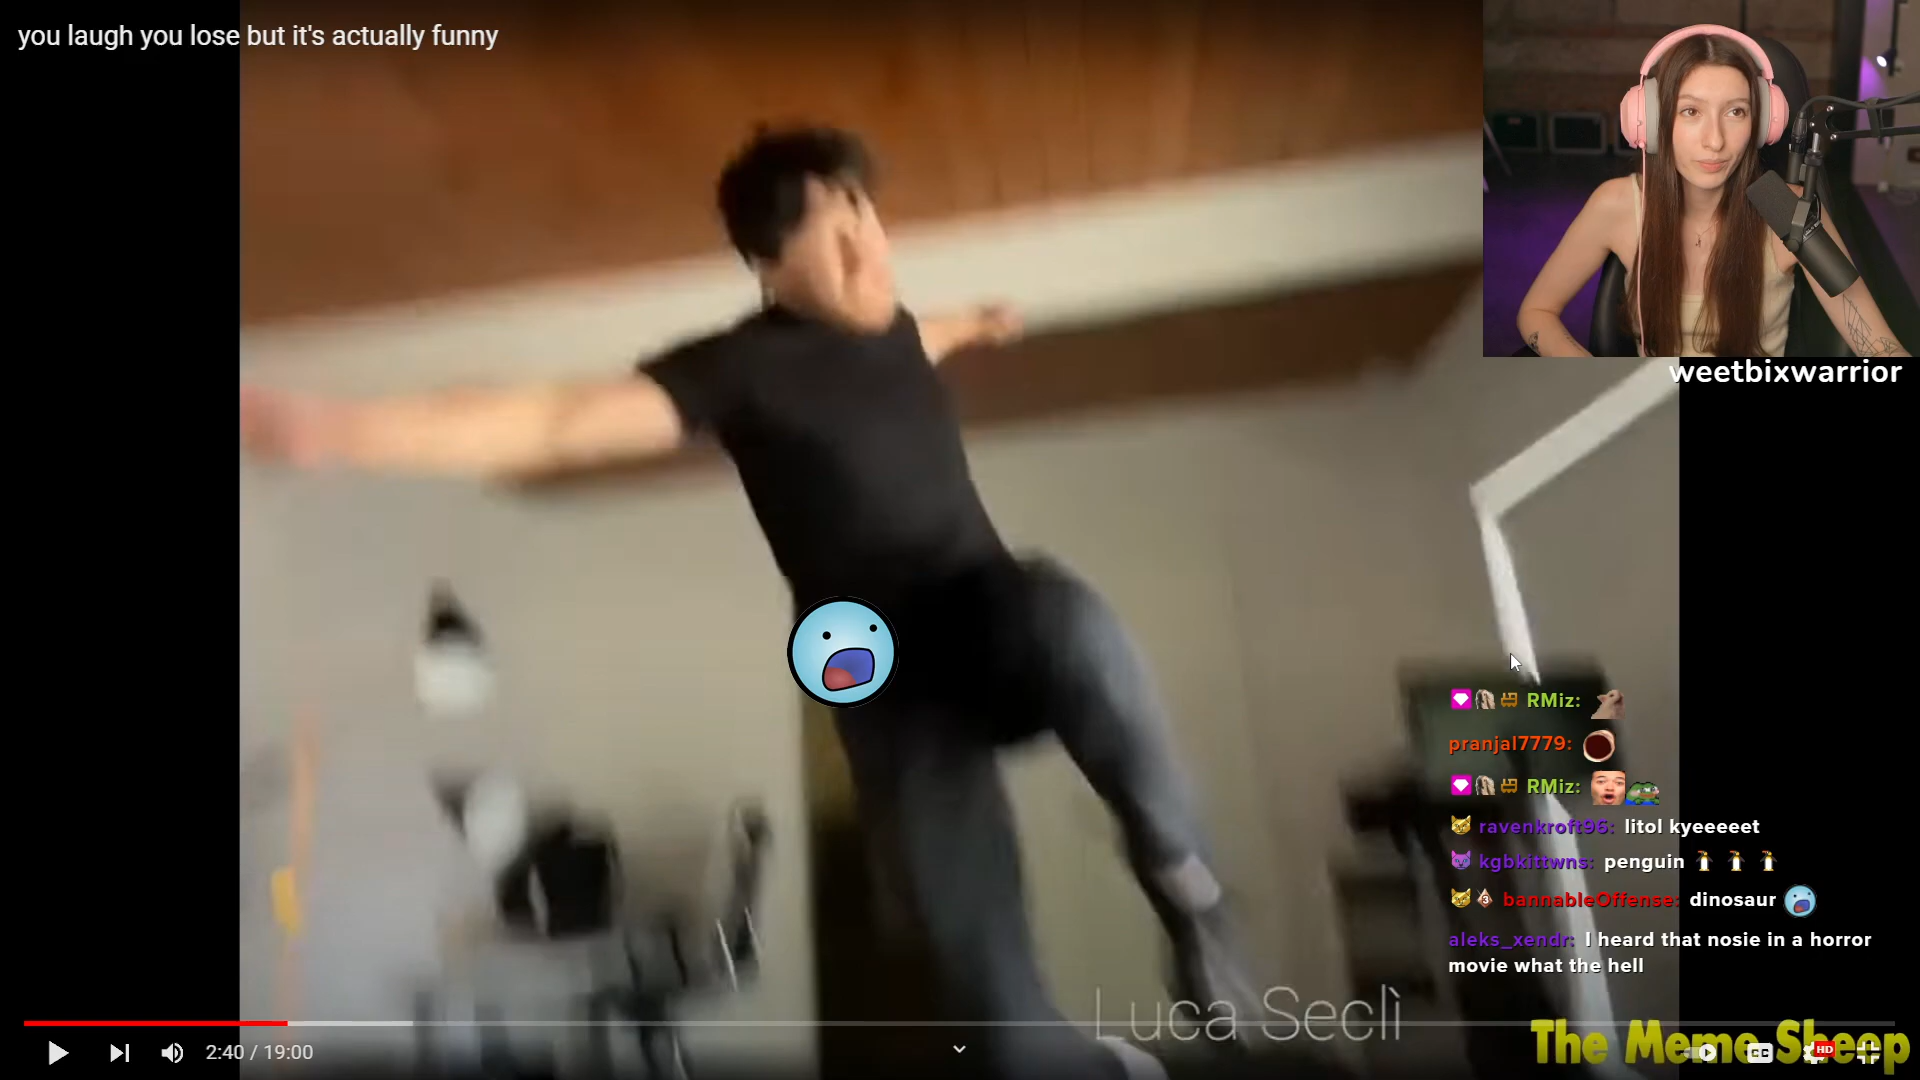 you laugh you lose but it's actually funny
weetbixwarrior
RMiz:
pranjal7779:
RMiz:
ravenkroft96: litol kyeeeeet
kgbkittwns: penguin
bannableOffense: dinosaur
aleks_xendr: I heard that nosie in a horror
movie what the hell
Luca Seclì
The Meme Sheep
2:40 / 19:00
CC
HD